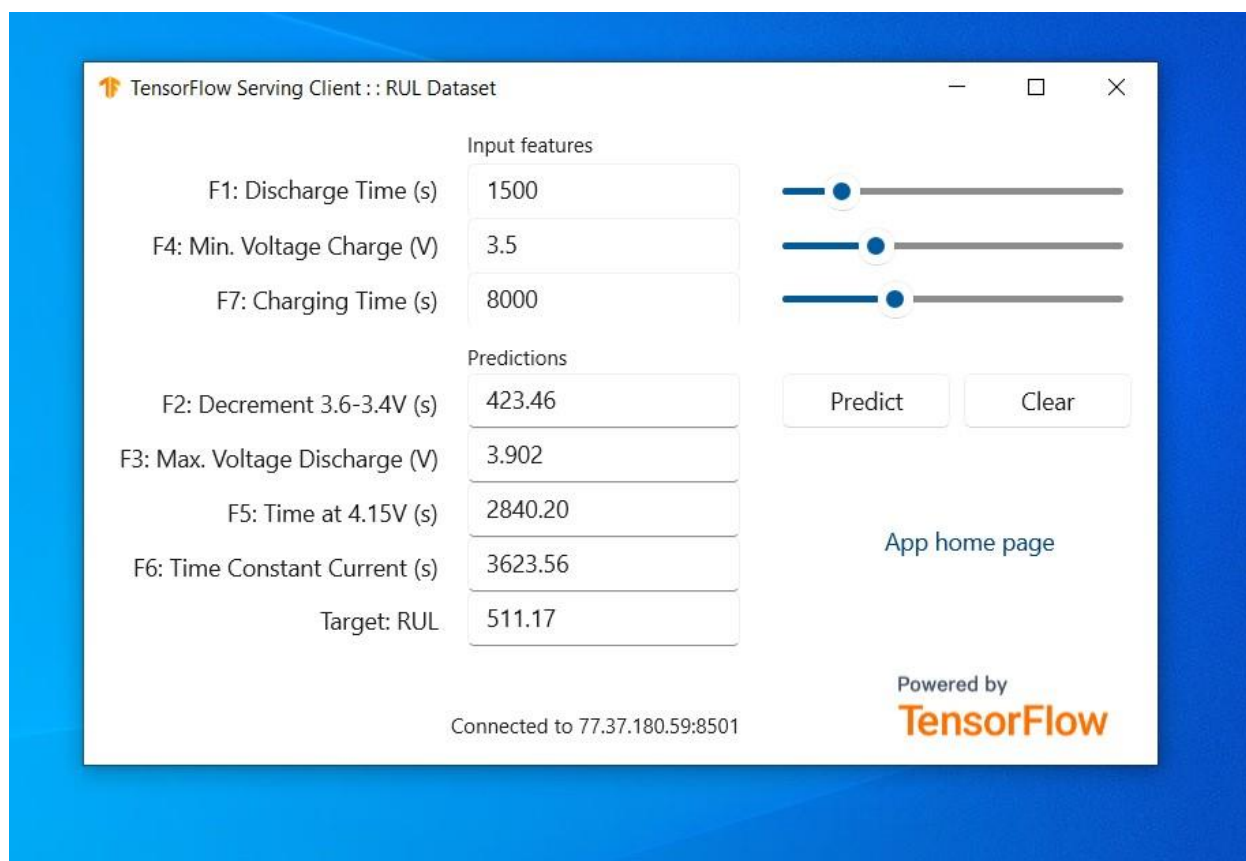 TensorFlow Serving Client : : RUL Dataset
Input features
F1: Discharge Time (s) 1500
F4: Min. Voltage Charge (V) 3.5
F7: Charging Time (s) 8000
Predictions
F2: Decrement 3.6-3.4V (s) 423.46 Predict Clear
F3: Max. Voltage Discharge (V) 3.902
F5: Time at 4.15V (s) 2840.20
App home page
F6: Time Constant Current (s) 3623.56
Target: RUL 511.17
Powered by
TensorFlow
Connected to 77.37.180.59:8501